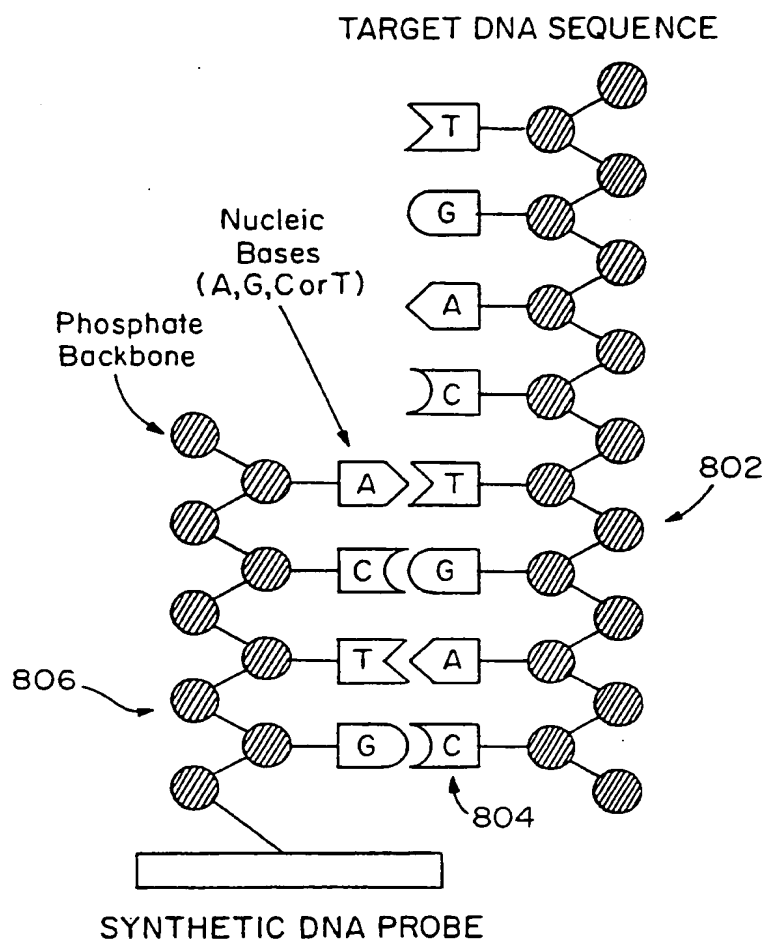 TARGET DNA SEQUENCE
T
G
Nucleic
Bases
(A,G,CorT)
A
Phosphate
Backbone
C
A T
802
C G
T A
806
G C
804
SYNTHETIC DNA PROBE